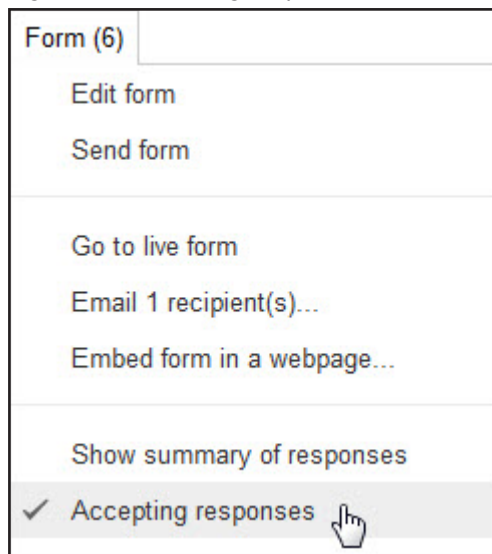 Form (6)
Edit form
Send form
Go to live form
Email 1 recipient(s)...
Embed form in a webpage...
Show summary of responses
Accepting responses